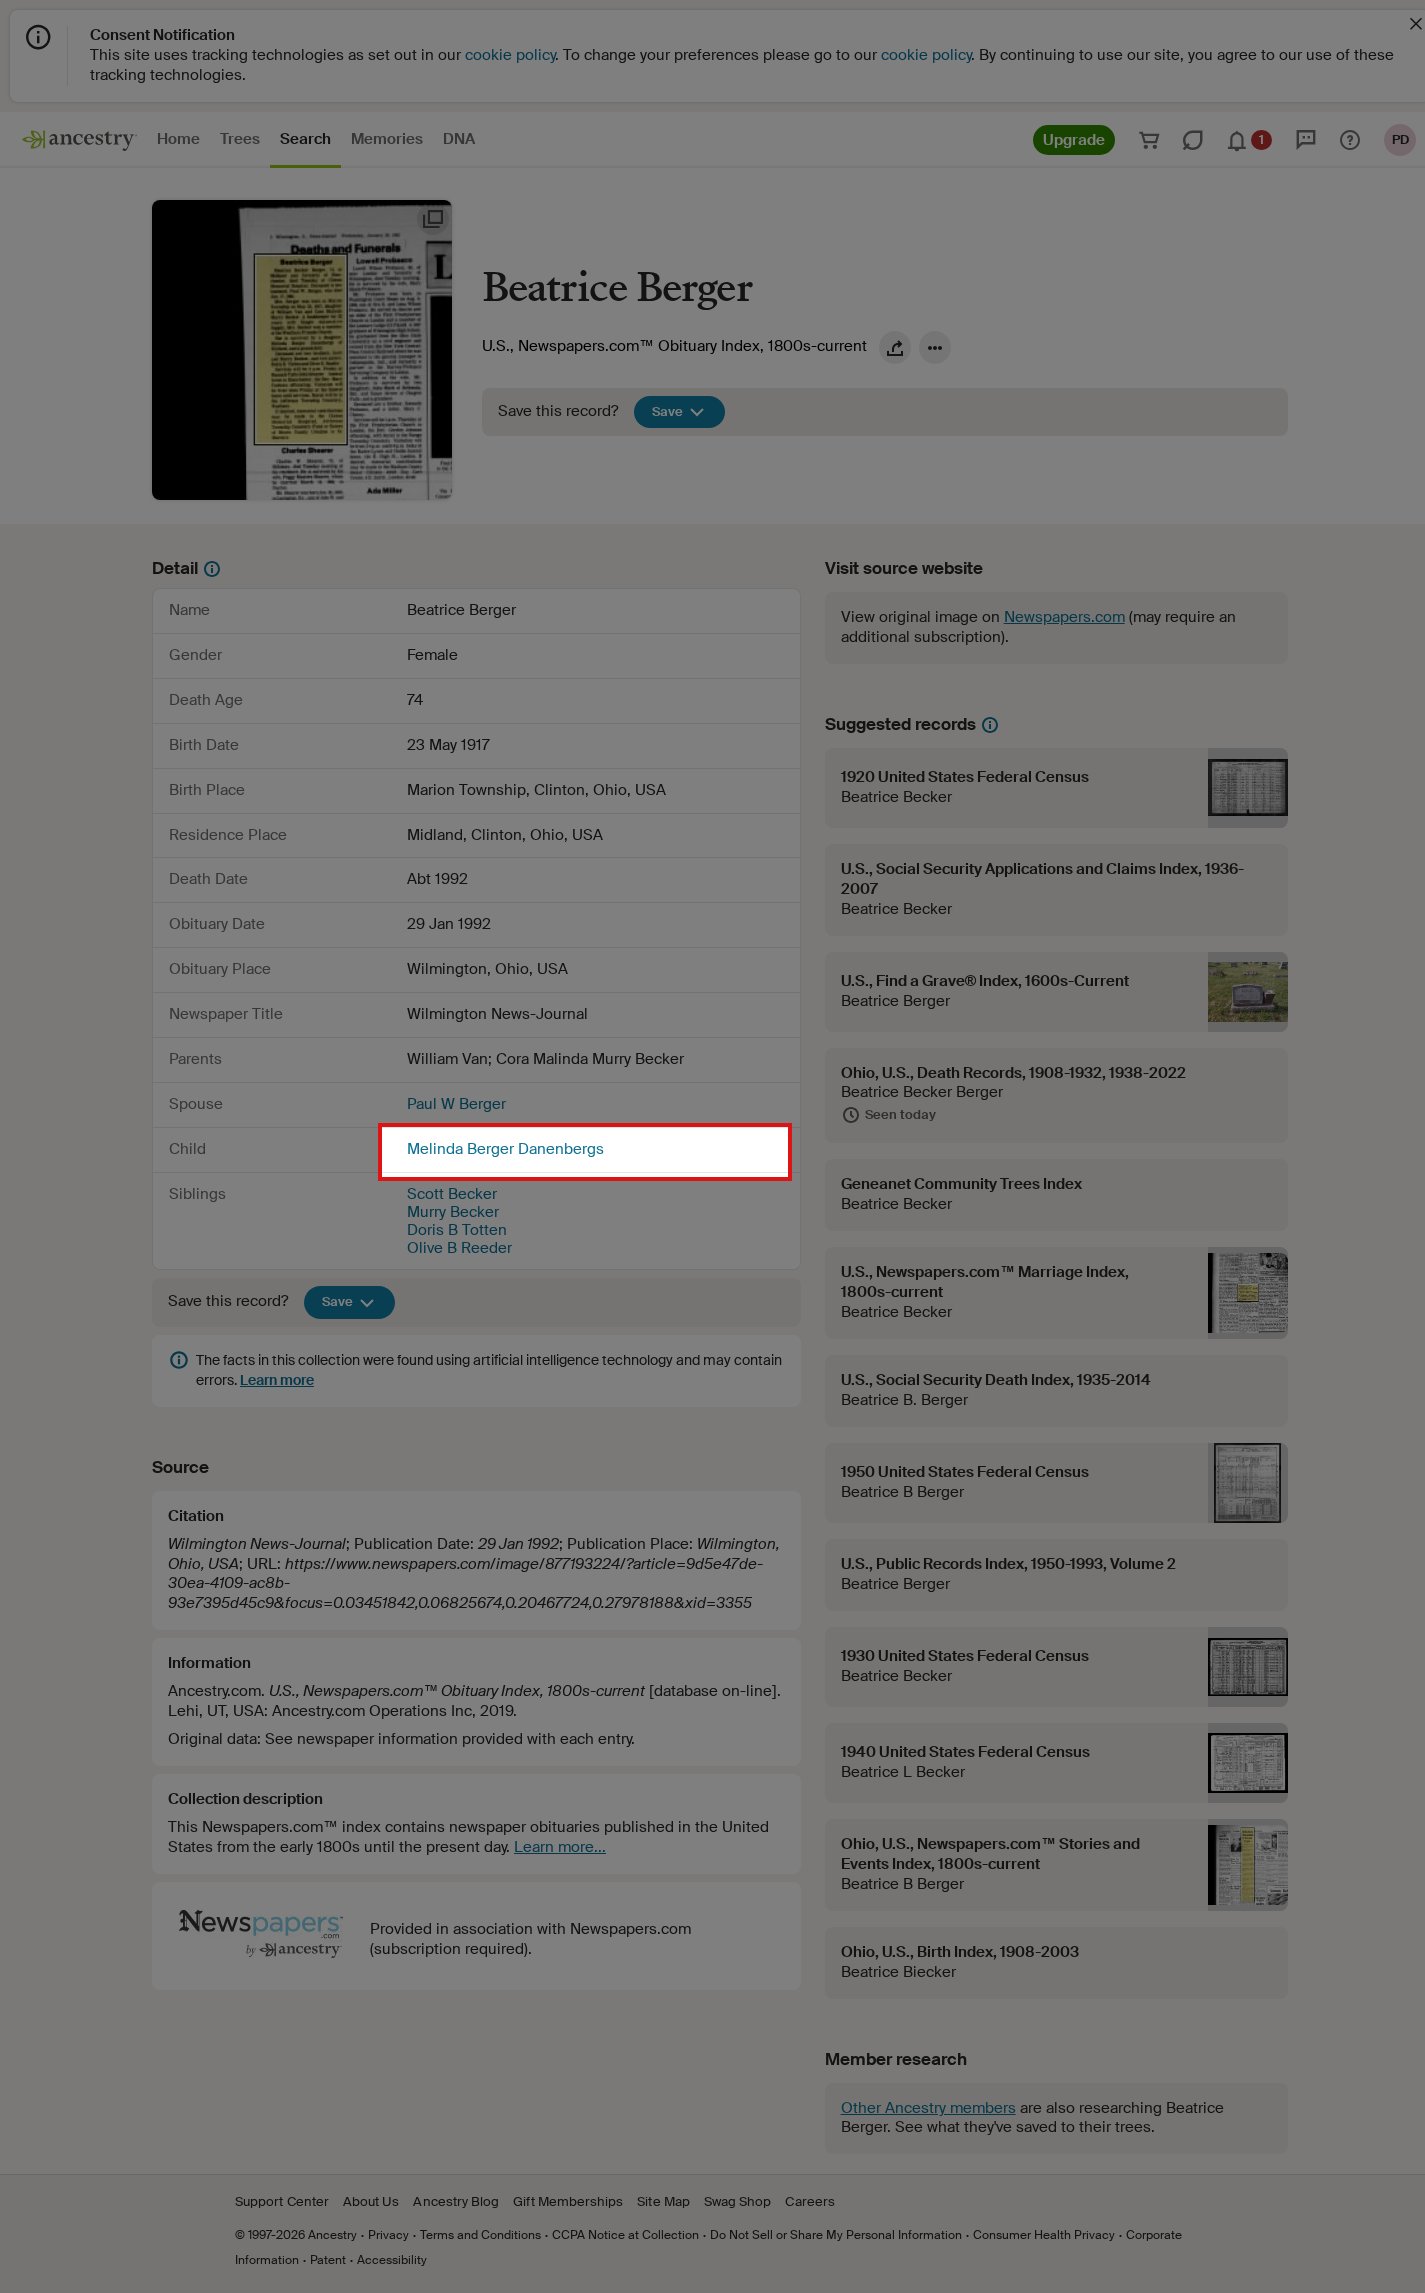 Consent Notification
This site uses tracking technologies as set out in our cookie policy. To change your preferences please go to our cookie policy. By continuing to use our site, you agree to our use of these
tracking technologies.
ancestry
Home Trees Search Memories DNA
Upgrade
1
PD
Deaths and Funerals
Beatrice Berger
Lowell Probasco
Charles Shearer
Ada Miller
Beatrice Berger
U.S., Newspapers.com™ Obituary Index, 1800s-current
Save this record? Save
Detail
Name Beatrice Berger
Gender Female
Death Age 74
Birth Date 23 May 1917
Birth Place Marion Township, Clinton, Ohio, USA
Residence Place Midland, Clinton, Ohio, USA
Death Date Abt 1992
Obituary Date 29 Jan 1992
Obituary Place Wilmington, Ohio, USA
Newspaper Title Wilmington News-Journal
Parents William Van; Cora Malinda Murry Becker
Spouse Paul W Berger
Child Melinda Berger Danenbergs
Siblings Scott Becker
Murry Becker
Doris B Totten
Olive B Reeder
Save this record? Save
The facts in this collection were found using artificial intelligence technology and may contain
errors. Learn more
Source
Citation
Wilmington News-Journal; Publication Date: 29 Jan 1992; Publication Place: Wilmington,
Ohio, USA; URL: https://www.newspapers.com/image/877193224/?article=9d5e47de-
30ea-4109-ac8b-
93e7395d45c9&focus=0.03451842,0.06825674,0.20467724,0.27978188&xid=3355
Information
Ancestry.com. U.S., Newspapers.com™ Obituary Index, 1800s-current [database on-line].
Lehi, UT, USA: Ancestry.com Operations Inc, 2019.
Original data: See newspaper information provided with each entry.
Collection description
This Newspapers.com™ index contains newspaper obituaries published in the United
States from the early 1800s until the present day. Learn more...
Newspapers™
.com
by ancestry
Provided in association with Newspapers.com
(subscription required).
Visit source website
View original image on Newspapers.com (may require an
additional subscription).
Suggested records
1920 United States Federal Census
Beatrice Becker
U.S., Social Security Applications and Claims Index, 1936-
2007
Beatrice Becker
U.S., Find a Grave® Index, 1600s-Current
Beatrice Berger
Ohio, U.S., Death Records, 1908-1932, 1938-2022
Beatrice Becker Berger
Seen today
Geneanet Community Trees Index
Beatrice Becker
U.S., Newspapers.com™ Marriage Index,
1800s-current
Beatrice Becker
U.S., Social Security Death Index, 1935-2014
Beatrice B. Berger
1950 United States Federal Census
Beatrice B Berger
U.S., Public Records Index, 1950-1993, Volume 2
Beatrice Berger
1930 United States Federal Census
Beatrice Becker
1940 United States Federal Census
Beatrice L Becker
Ohio, U.S., Newspapers.com™ Stories and
Events Index, 1800s-current
Beatrice B Berger
Ohio, U.S., Birth Index, 1908-2003
Beatrice Biecker
Member research
Other Ancestry members are also researching Beatrice
Berger. See what they've saved to their trees.
Support Center About Us Ancestry Blog Gift Memberships Site Map Swag Shop Careers
© 1997-2026 Ancestry • Privacy • Terms and Conditions • CCPA Notice at Collection • Do Not Sell or Share My Personal Information • Consumer Health Privacy • Corporate
Information • Patent • Accessibility